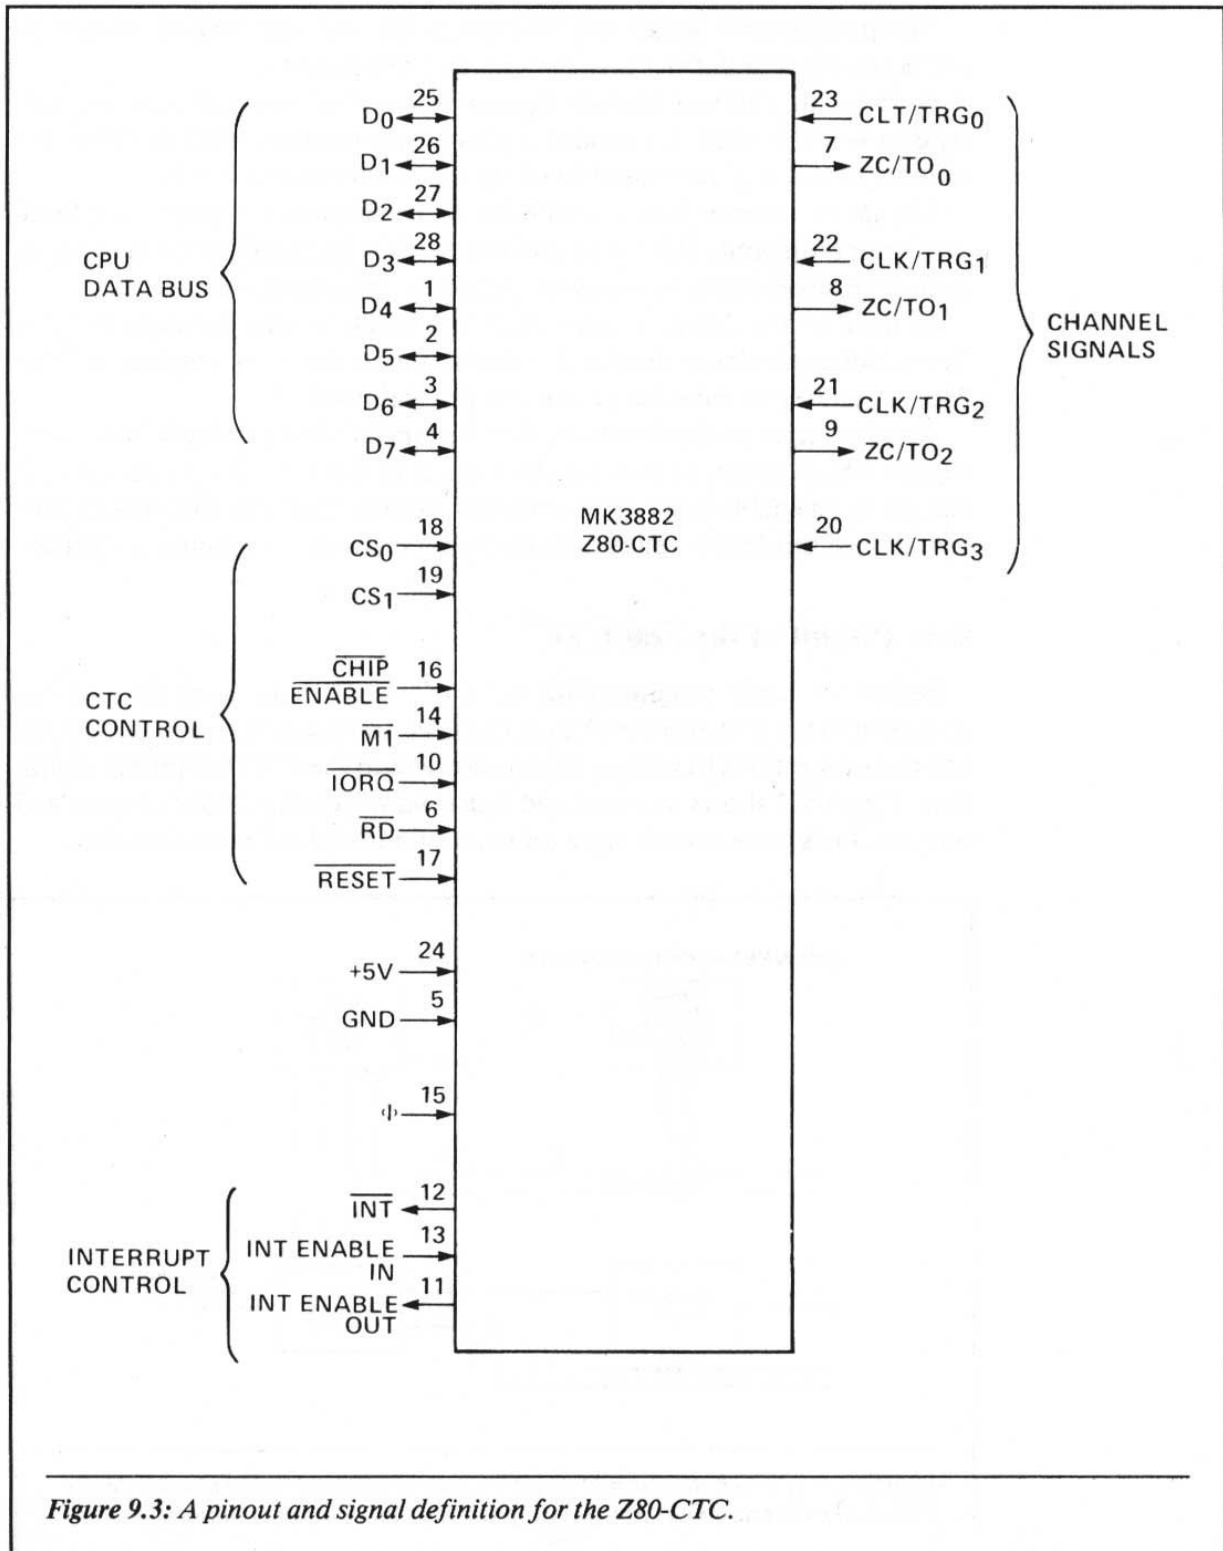 CPU
DATA BUS
D0 25
D1 26
D2 27
D3 28
D4 1
D5 2
D6 3
D7 4
CTC
CONTROL
CS0 18
CS1 19
CHIP
ENABLE 16
M1 14
IORQ 10
RD 6
RESET 17
+5V 24
GND 5
Φ 15
INTERRUPT
CONTROL
INT 12
INT ENABLE
IN 13
INT ENABLE
OUT 11
MK3882
Z80-CTC
23 CLT/TRG0
7 ZC/TO0
22 CLK/TRG1
8 ZC/TO1
21 CLK/TRG2
9 ZC/TO2
20 CLK/TRG3
CHANNEL
SIGNALS
Figure 9.3: A pinout and signal definition for the Z80-CTC.